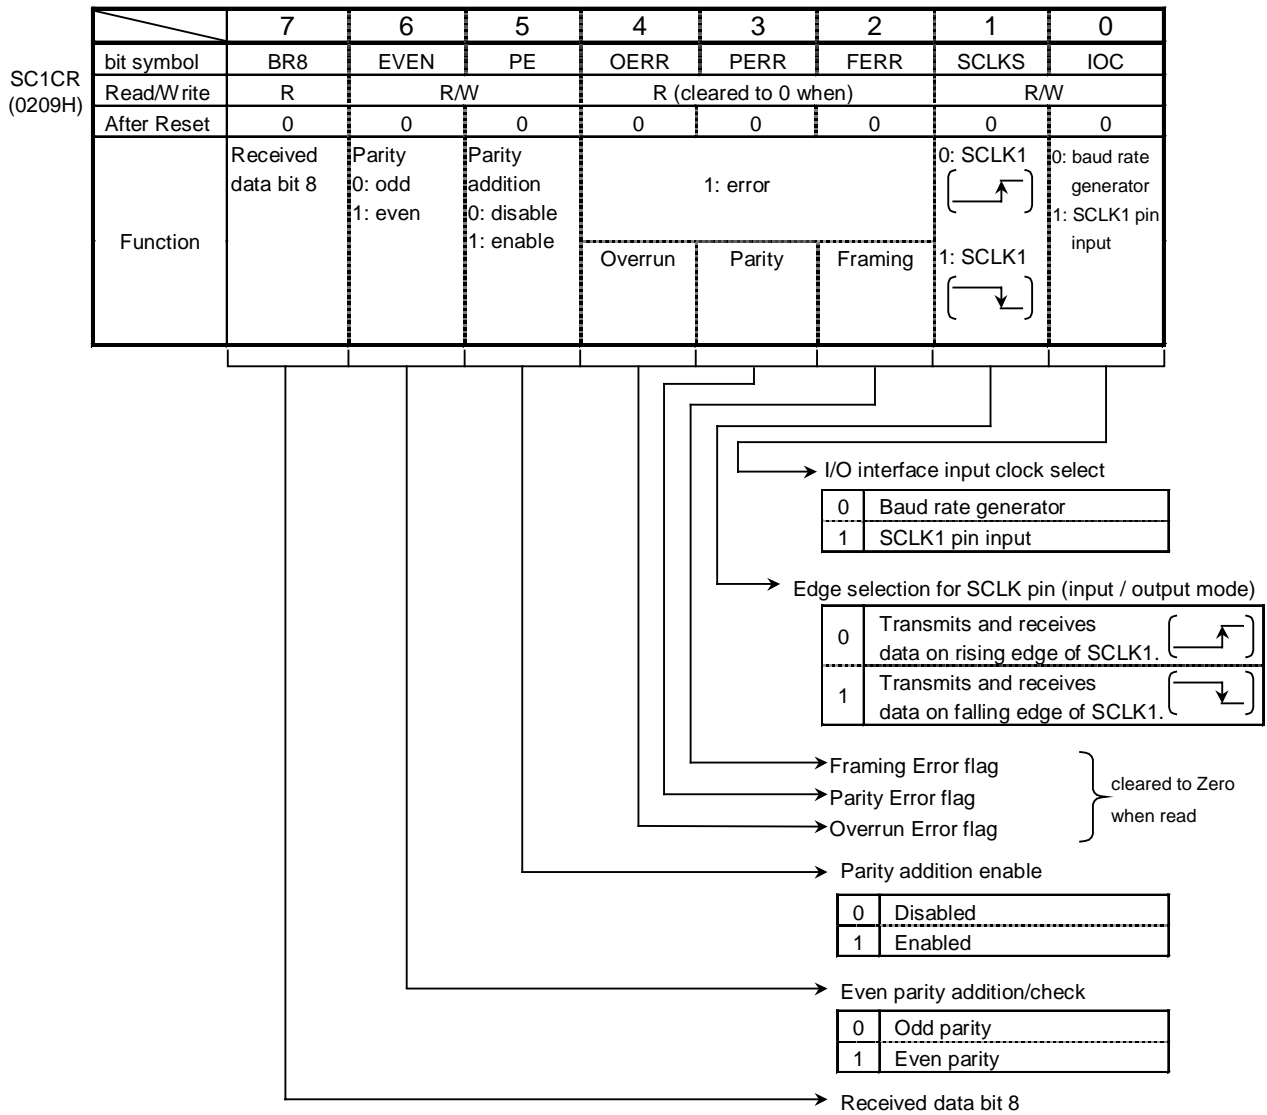 7 6 5 4 3 2 1 0
bit symbol BR8 EVEN PE OERR PERR FERR SCLKS IOC
SC1CR
(0209H)
Read/Write R R/W R (cleared to 0 when) R/W
After Reset 0 0 0 0 0 0 0 0
Function
Received
data bit 8
Parity
0: odd
1: even
Parity
addition
0: disable
1: enable
1: error
Overrun Parity Framing
0: SCLK1
1: SCLK1
0: baud rate
generator
1: SCLK1 pin
input
I/O interface input clock select
0 Baud rate generator
1 SCLK1 pin input
Edge selection for SCLK pin (input / output mode)
0 Transmits and receives
data on rising edge of SCLK1.
1 Transmits and receives
data on falling edge of SCLK1.
Framing Error flag
Parity Error flag
Overrun Error flag
cleared to Zero
when read
Parity addition enable
0 Disabled
1 Enabled
Even parity addition/check
0 Odd parity
1 Even parity
Received data bit 8